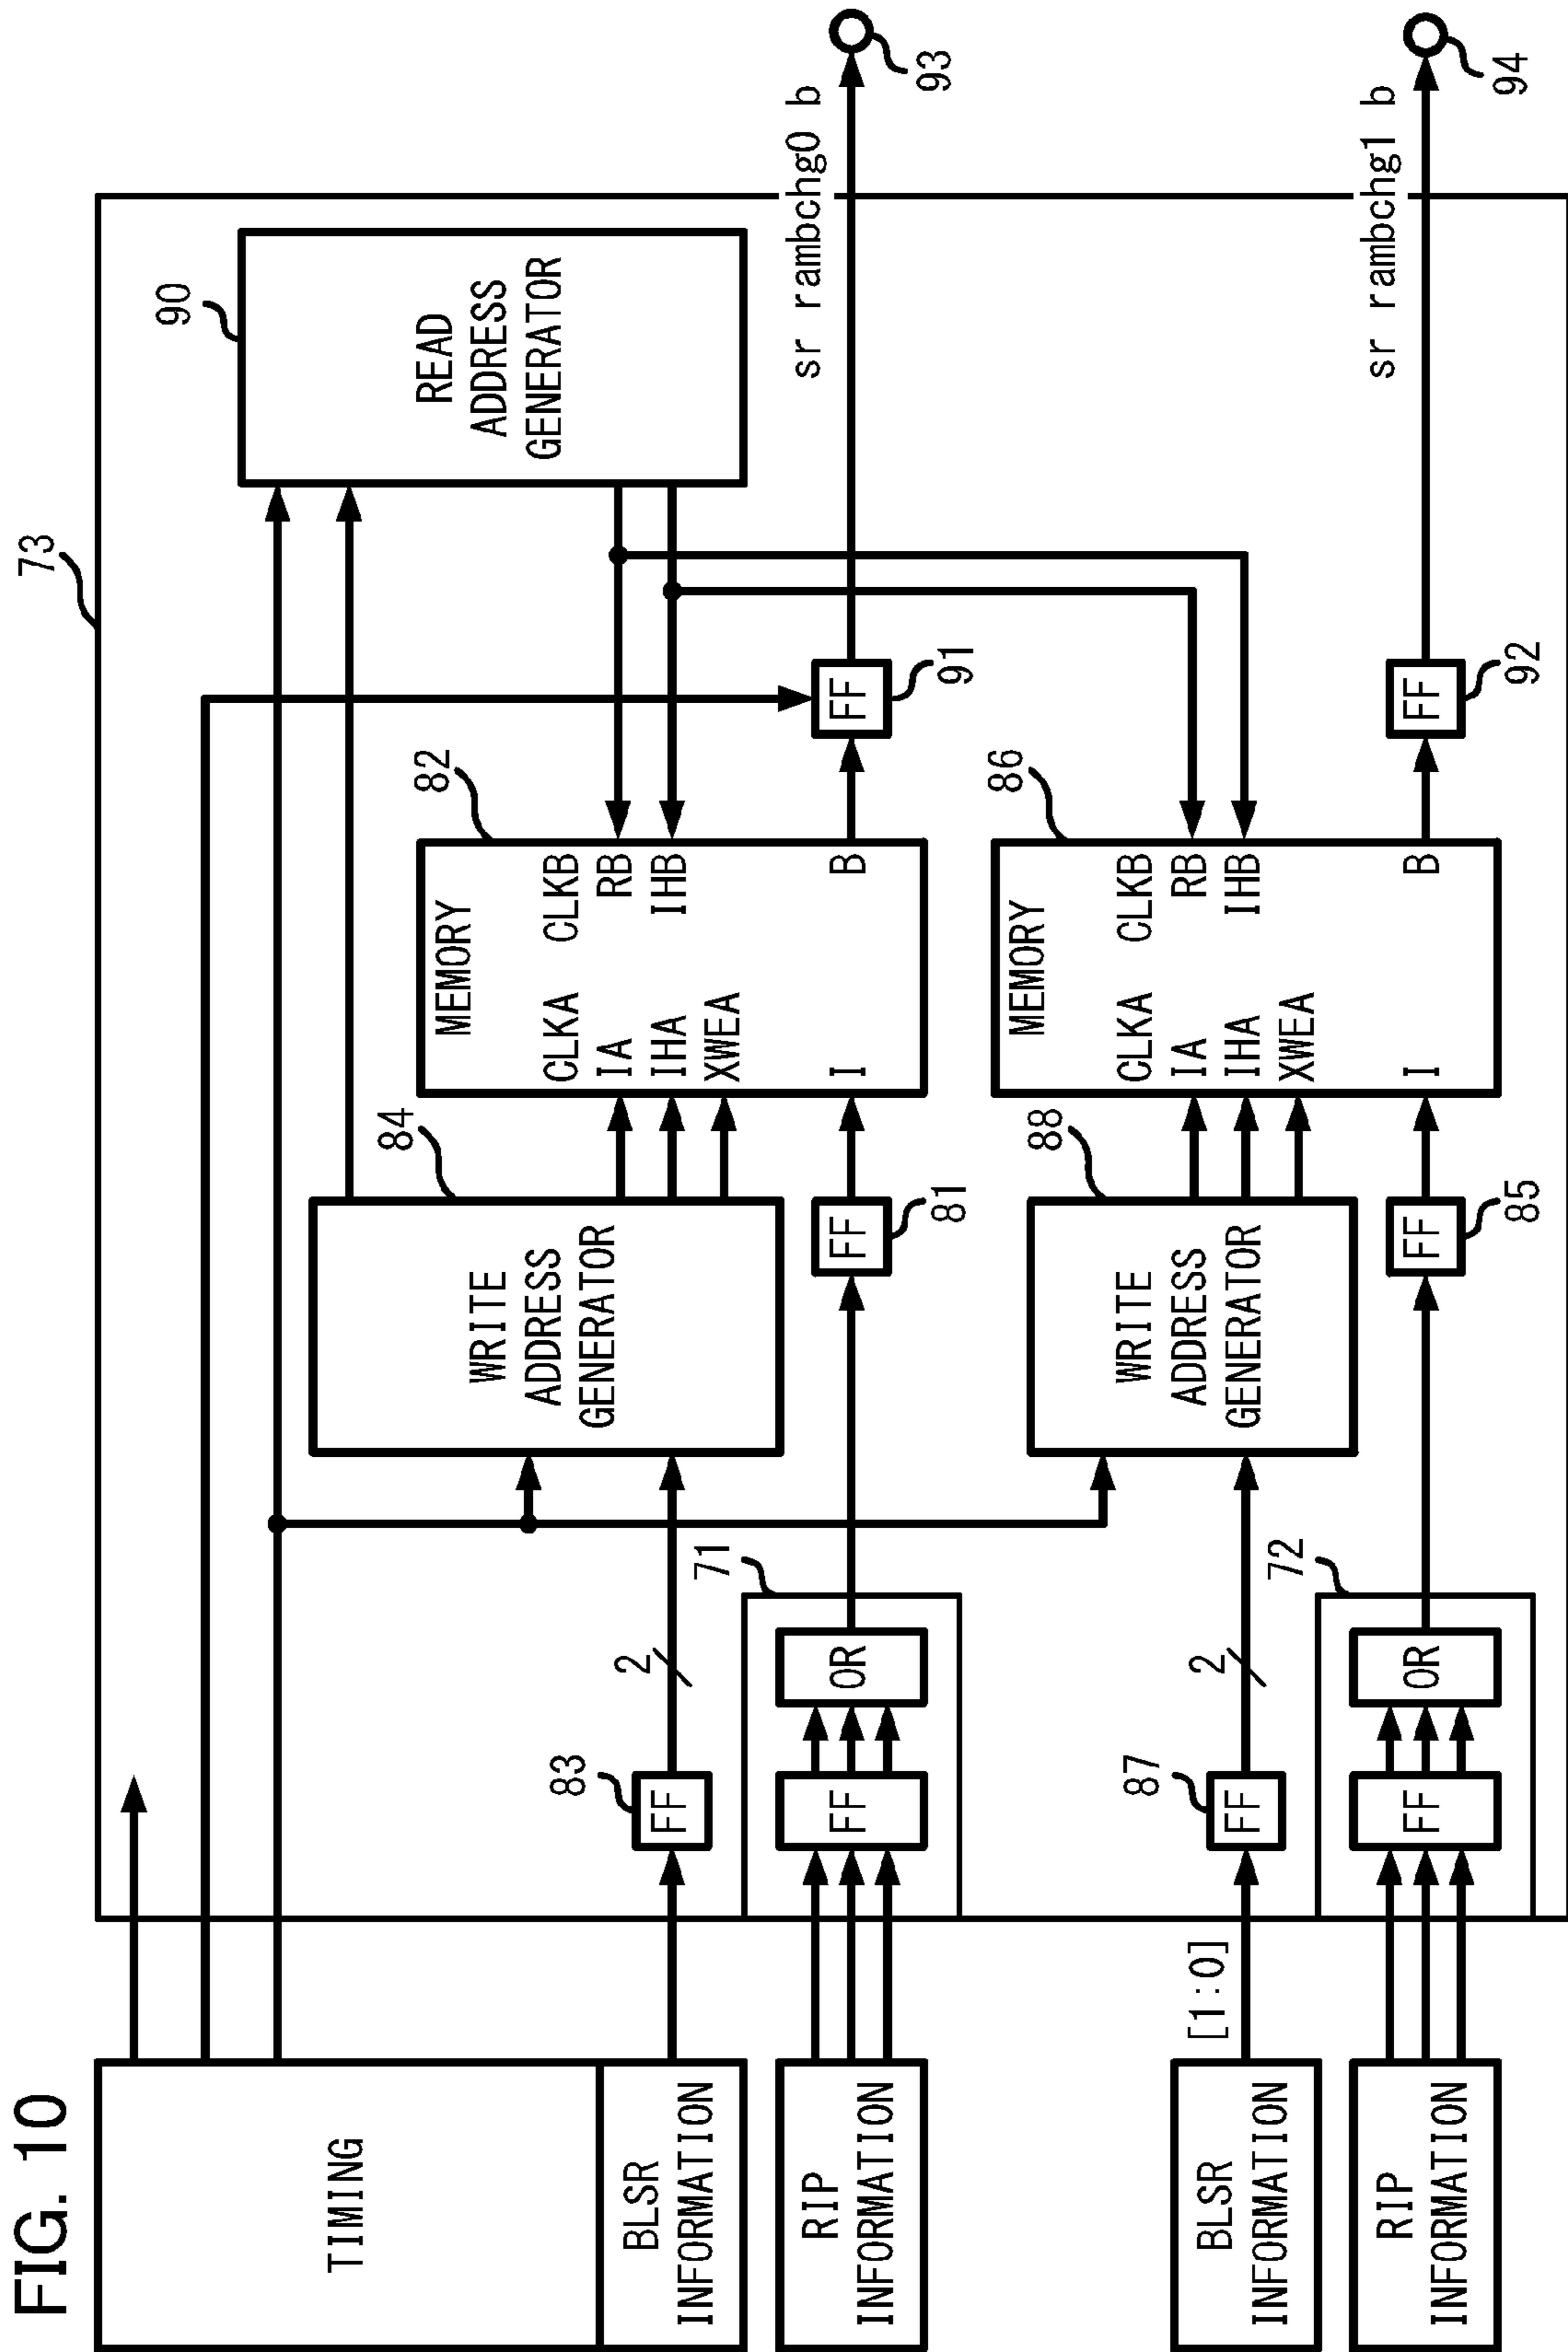 FIG. 10
73
TIMING
90
READ
ADDRESS
GENERATOR
84
WRITE
ADDRESS
GENERATOR
82
MEMORY
CLKA CLKB
IA RB
IHA IHB
XWEA
I B
BLSR
INFORMATION
83
FF
2
RIP
INFORMATION
71
FF
OR
FF
81
FF
91
sr rambchg0 b
93
88
WRITE
ADDRESS
GENERATOR
86
MEMORY
CLKA CLKB
IA RB
IHA IHB
XWEA
I B
BLSR
INFORMATION
[1:0]
87
FF
2
RIP
INFORMATION
72
FF
OR
FF
85
FF
92
sr rambchg1 b
94